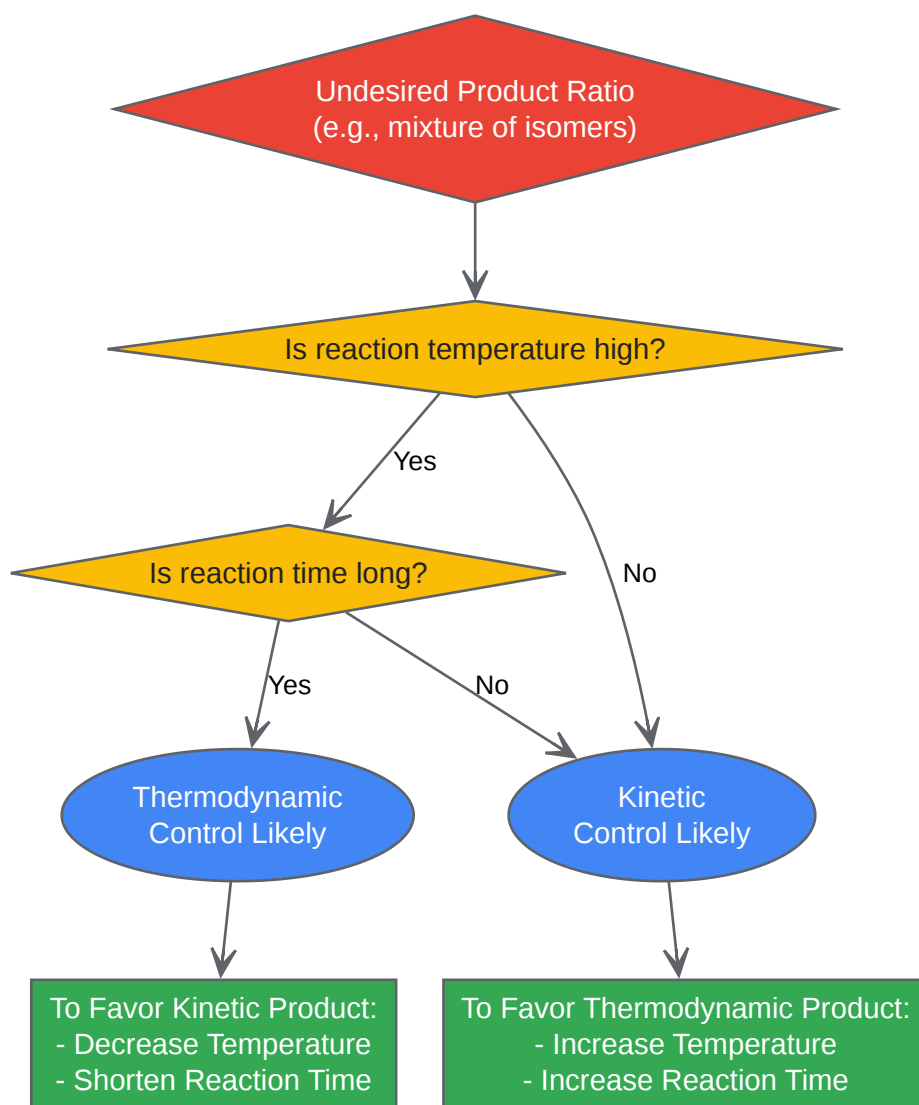 Undesired Product Ratio
(e.g., mixture of isomers)
Is reaction temperature high?
Yes
No
Is reaction time long?
Yes
No
Thermodynamic
Control Likely
Kinetic
Control Likely
To Favor Kinetic Product:
- Decrease Temperature
- Shorten Reaction Time
To Favor Thermodynamic Product:
- Increase Temperature
- Increase Reaction Time